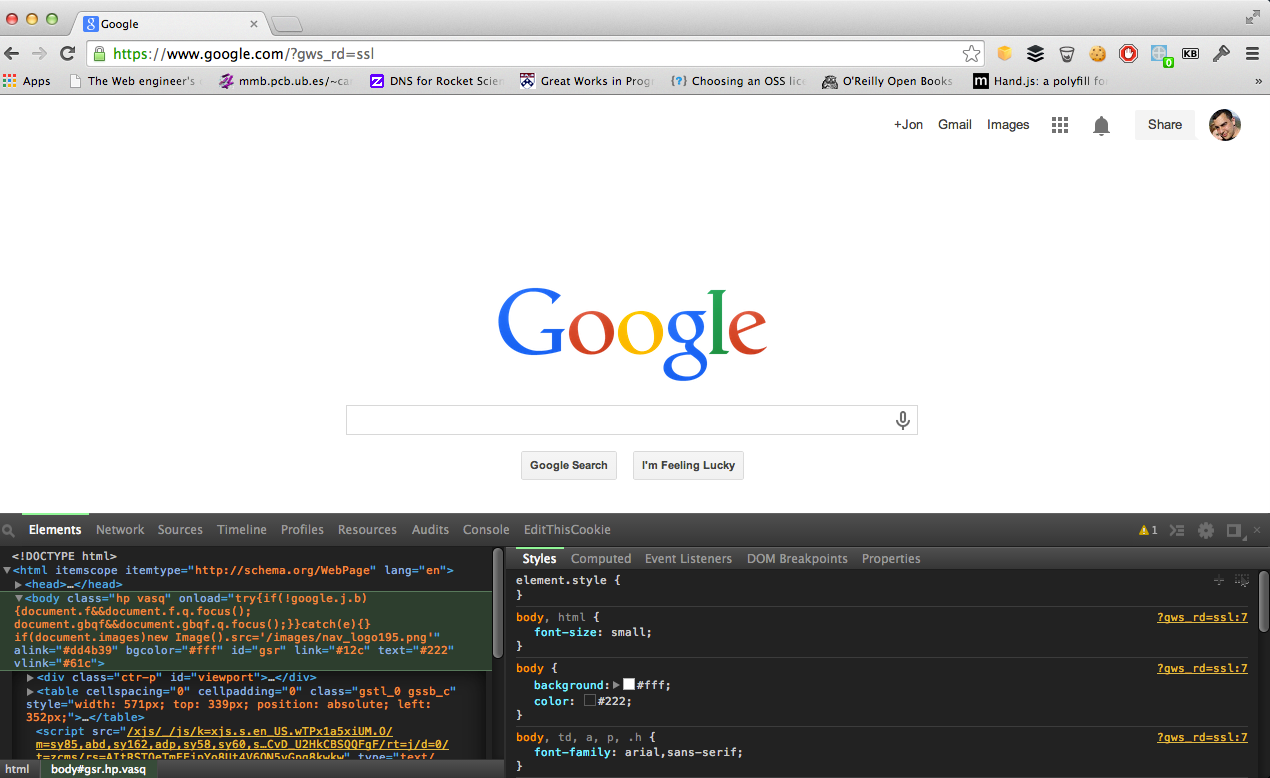 Google
https://www.google.com/?gws_rd=ssl
0 KB
Apps The Web engineer's mmb.pcb.ub.es/~ca DNS for Rocket Scien Great Works in Prog Choosing an OSS lice O'Reilly Open Books Hand.js: a polyfill fo »
+Jon Gmail Images Share
Google
Google Search I'm Feeling Lucky
Elements Network Sources Timeline Profiles Resources Audits Console EditThisCookie 1
<!DOCTYPE html>
<html itemscope itemtype="http://schema.org/WebPage" lang="en">
<head>…</head>
<body class="hp vasq" onload="try{if(!google.j.b)
{document.f&&document.f.q.focus();
document.gbqf&&document.gbqf.q.focus();}}catch(e){}
if(document.images)new Image().src='/images/nav_logo195.png'"
alink="#dd4b39" bgcolor="#fff" id="gsr" link="#12c" text="#222"
vlink="#61c">
<div class="ctr-p" id="viewport">…</div>
<table cellspacing="0" cellpadding="0" class="gstl_0 gssb_c"
style="width: 571px; top: 339px; position: absolute; left:
352px;">…</table>
<script src="/xjs/_/js/k=xjs.s.en_US.wTPx1a5xiUM.O/
m=sy85,abd,sy162,adp,sy58,sy60,s…CvD_U2HkCBSQQFgF/rt=j/d=0/
type="text/
html body#gsr.hp.vasq
Styles Computed Event Listeners DOM Breakpoints Properties
element.style {
}
body, html { ?gws_rd=ssl:7
font-size: small;
}
body { ?gws_rd=ssl:7
background: #fff;
color: #222;
}
body, td, a, p, .h { ?gws_rd=ssl:7
font-family: arial,sans-serif;
}